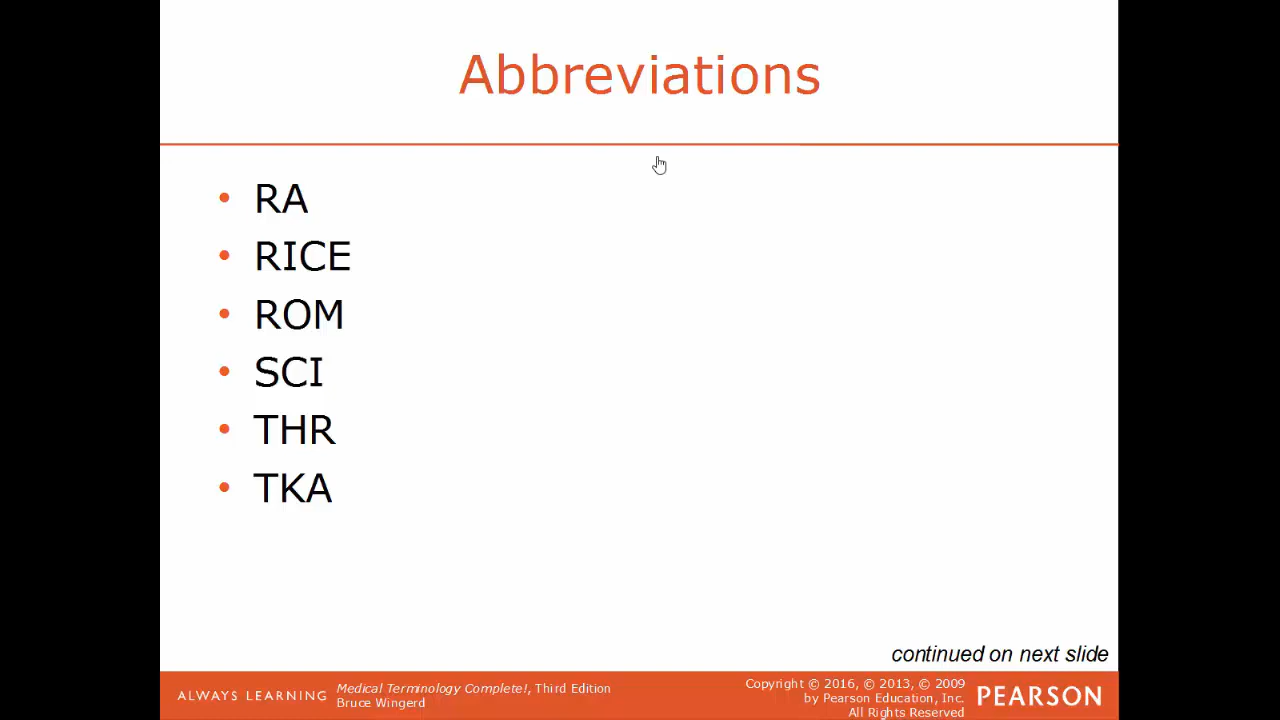 Abbreviations
• RA
• RICE
• ROM
• SCI
• THR
• TKA
continued on next slide
ALWAYS LEARNING
Medical Terminology Complete!, Third Edition
Bruce Wingerd
Copyright © 2016, © 2013, © 2009
by Pearson Education, Inc.
All Rights Reserved
PEARSON